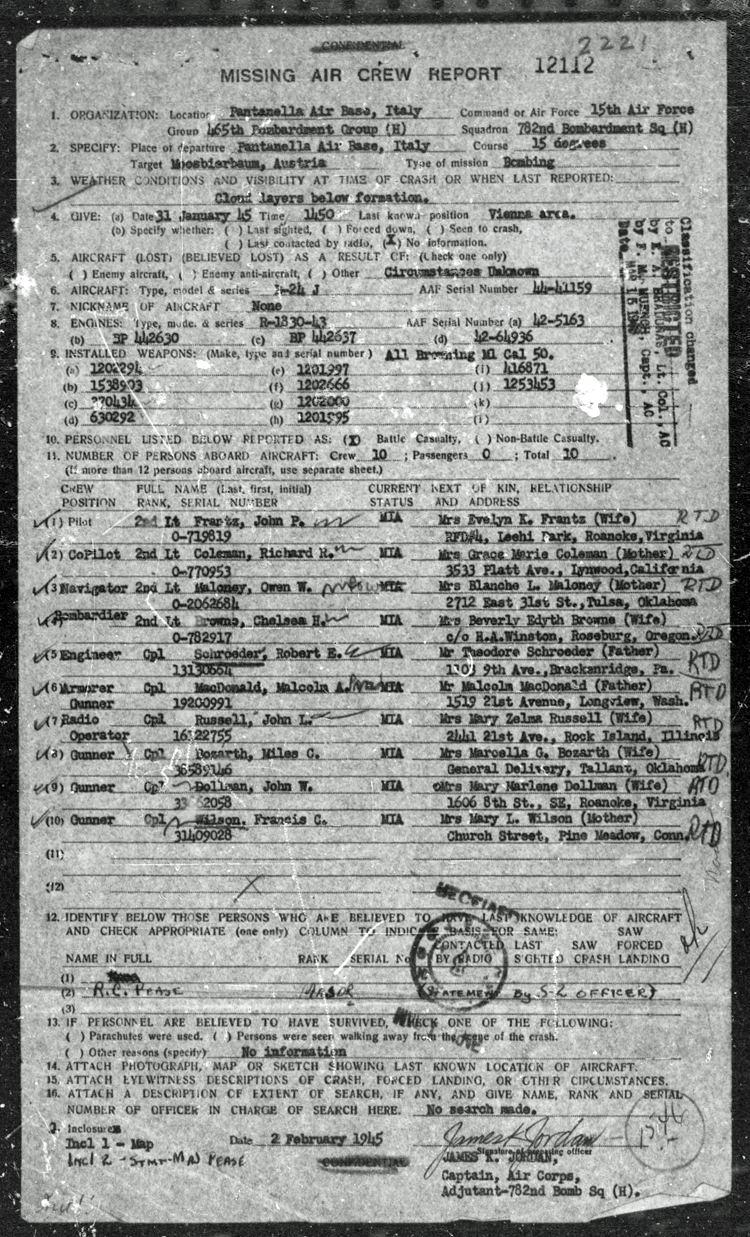 CONFIDENTIAL
2221
MISSING AIR CREW REPORT 12112
1. ORGANIZATION: Location Pantanella Air Base, Italy Command or Air Force 15th Air Force
Group 465th Bombardment Group (H) Squadron 782nd Bombardment Sq (H)
2. SPECIFY: Place of departure Pantanella Air Base, Italy Course 15 degrees
Target Moosbierbaum, Austria Type of mission Bombing
3. WEATHER CONDITIONS AND VISIBILITY AT TIME OF CRASH OR WHEN LAST REPORTED:
Cloud layers below formation.
4. GIVE: (a) Date 31 January 45 Time 1450 Last known position Vienna area.
(b) Specify whether: ( ) Last sighted, ( ) Forced down, ( ) Seen to crash,
( ) Last contacted by radio, (X) No information.
5. AIRCRAFT (LOST) (BELIEVED LOST) AS A RESULT OF: (Check one only)
( ) Enemy aircraft, ( ) Enemy anti-aircraft, ( ) Other Circumstances Unknown
6. AIRCRAFT: Type, model & series B-24 J AAF Serial Number 44-41159
7. NICKNAME OF AIRCRAFT None
8. ENGINES: Type, model & series R-1830-43 AAF Serial Number (a) 42-5163
(b) BP 442630 (c) BP 442637 (d) 42-64936
9. INSTALLED WEAPONS: (Make, type and serial number) All Browning M1 Cal 50.
(a) 1202294 (e) 1201997 (i) 416871
(b) 1538903 (f) 1202666 (j) 1253453
(c) 270434 (g) 1202000 (k)
(d) 630292 (h) 1201995 (l)
Classification changed
to RESTRICTED
by E. A. Lt. Col., AC
by F. M. Capt., AC
Date MAR 15 1946
10. PERSONNEL LISTED BELOW REPORTED AS: (X) Battle Casualty, ( ) Non-Battle Casualty.
11. NUMBER OF PERSONS ABOARD AIRCRAFT: Crew 10 ; Passengers 0 ; Total 10
(If more than 12 persons aboard aircraft, use separate sheet.)
CREW FULL NAME (Last, first, initial) CURRENT NEXT OF KIN, RELATIONSHIP
POSITION RANK, SERIAL NUMBER STATUS AND ADDRESS
(1) Pilot 2nd Lt Frantz, John P. MIA Mrs Evelyn K. Frantz (Wife) RTD
0-719819 RFD#4, Leehi Park, Roanoke, Virginia
(2) CoPilot 2nd Lt Coleman, Richard R. MIA Mrs Grace Marie Coleman (Mother) RTD
0-770953 3533 Platt Ave., Lynwood, California
(3) Navigator 2nd Lt Maloney, Owen W. MIA Mrs Blanche L. Maloney (Mother) RTD
0-2062684 2712 East 31st St., Tulsa, Oklahoma
(4) Bombardier 2nd Lt Browne, Chelsea H. MIA Mrs Beverly Edyth Browne (Wife)
0-782917 c/o R.A.Winston, Roseburg, Oregon. RTD
(5) Engineer Cpl Schroeder, Robert E. MIA Mr Theodore Schroeder (Father)
13130664 1103 9th Ave., Brackenridge, Pa. RTD
(6) Armorer Cpl MacDonald, Malcolm A. MIA Mr Malcolm MacDonald (Father) RTD
Gunner 19200991 1519 21st Avenue, Longview, Wash.
(7) Radio Cpl Russell, John L. MIA Mrs Mary Zelma Russell (Wife) RTD
Operator 16322755 2441 21st Ave., Rock Island, Illinois
(8) Gunner Cpl Bozarth, Miles C. MIA Mrs Marcella G. Bozarth (Wife)
38589146 General Delivery, Tallant, Oklahoma RTD
(9) Gunner Cpl Dollman, John W. MIA Mrs Mary Marlene Dollman (Wife) RTD
1606 8th St., SE, Roanoke, Virginia
(10) Gunner Cpl Wilson, Francis C. MIA Mrs Mary L. Wilson (Mother)
31409028 Church Street, Pine Meadow, Conn. RTD
(11)
(12)
12. IDENTIFY BELOW THOSE PERSONS WHO ARE BELIEVED TO HAVE LAST KNOWLEDGE OF AIRCRAFT
AND CHECK APPROPRIATE (one only) COLUMN TO INDICATE BASIS FOR SAME: SAW
CONTACTED LAST SAW FORCED
NAME IN FULL RANK SERIAL No BY RADIO SIGHTED CRASH LANDING
(1) None
(2) R.C. PEASE MAJOR (STATEMENT By S-2 OFFICER)
(3)
13. IF PERSONNEL ARE BELIEVED TO HAVE SURVIVED, CHECK ONE OF THE FOLLOWING:
( ) Parachutes were used. ( ) Persons were seen walking away from the scene of the crash.
( ) Other reasons (specify) No information
14. ATTACH PHOTOGRAPH, MAP OR SKETCH SHOWING LAST KNOWN LOCATION OF AIRCRAFT.
15. ATTACH EYEWITNESS DESCRIPTIONS OF CRASH, FORCED LANDING, OR OTHER CIRCUMSTANCES.
16. ATTACH A DESCRIPTION OF EXTENT OF SEARCH, IF ANY, AND GIVE NAME, RANK AND SERIAL
NUMBER OF OFFICER IN CHARGE OF SEARCH HERE. No search made.
Inclosures
Incl 1 - Map Date 2 February 1945 James K Jordan
Signature of preparing officer
INCL 2 - STMT-MAJ PEASE CONFIDENTIAL JAMES K. JORDAN,
Captain, Air Corps,
Adjutant-782nd Bomb Sq (H).
1546